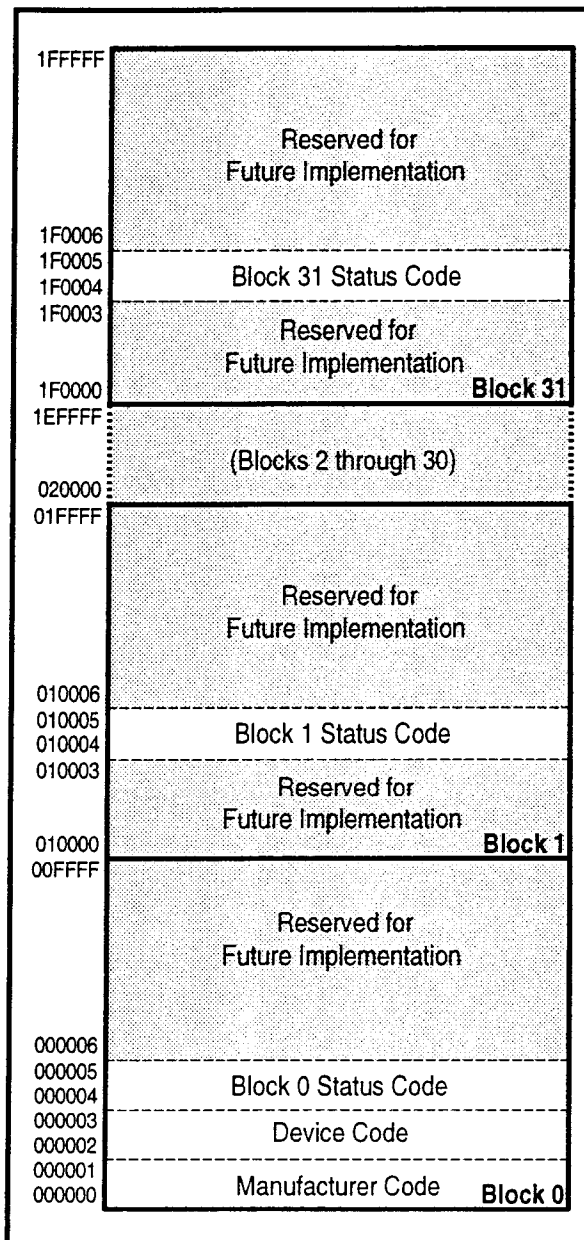 1FFFFF
Reserved for
Future Implementation
1F0006
1F0005
Block 31 Status Code
1F0004
1F0003
Reserved for
Future Implementation
1F0000
Block 31
1EFFFF
(Blocks 2 through 30)
020000
01FFFF
Reserved for
Future Implementation
010006
010005
Block 1 Status Code
010004
010003
Reserved for
Future Implementation
010000
Block 1
00FFFF
Reserved for
Future Implementation
000006
000005
Block 0 Status Code
000004
000003
Device Code
000002
000001
Manufacturer Code
Block 0
000000